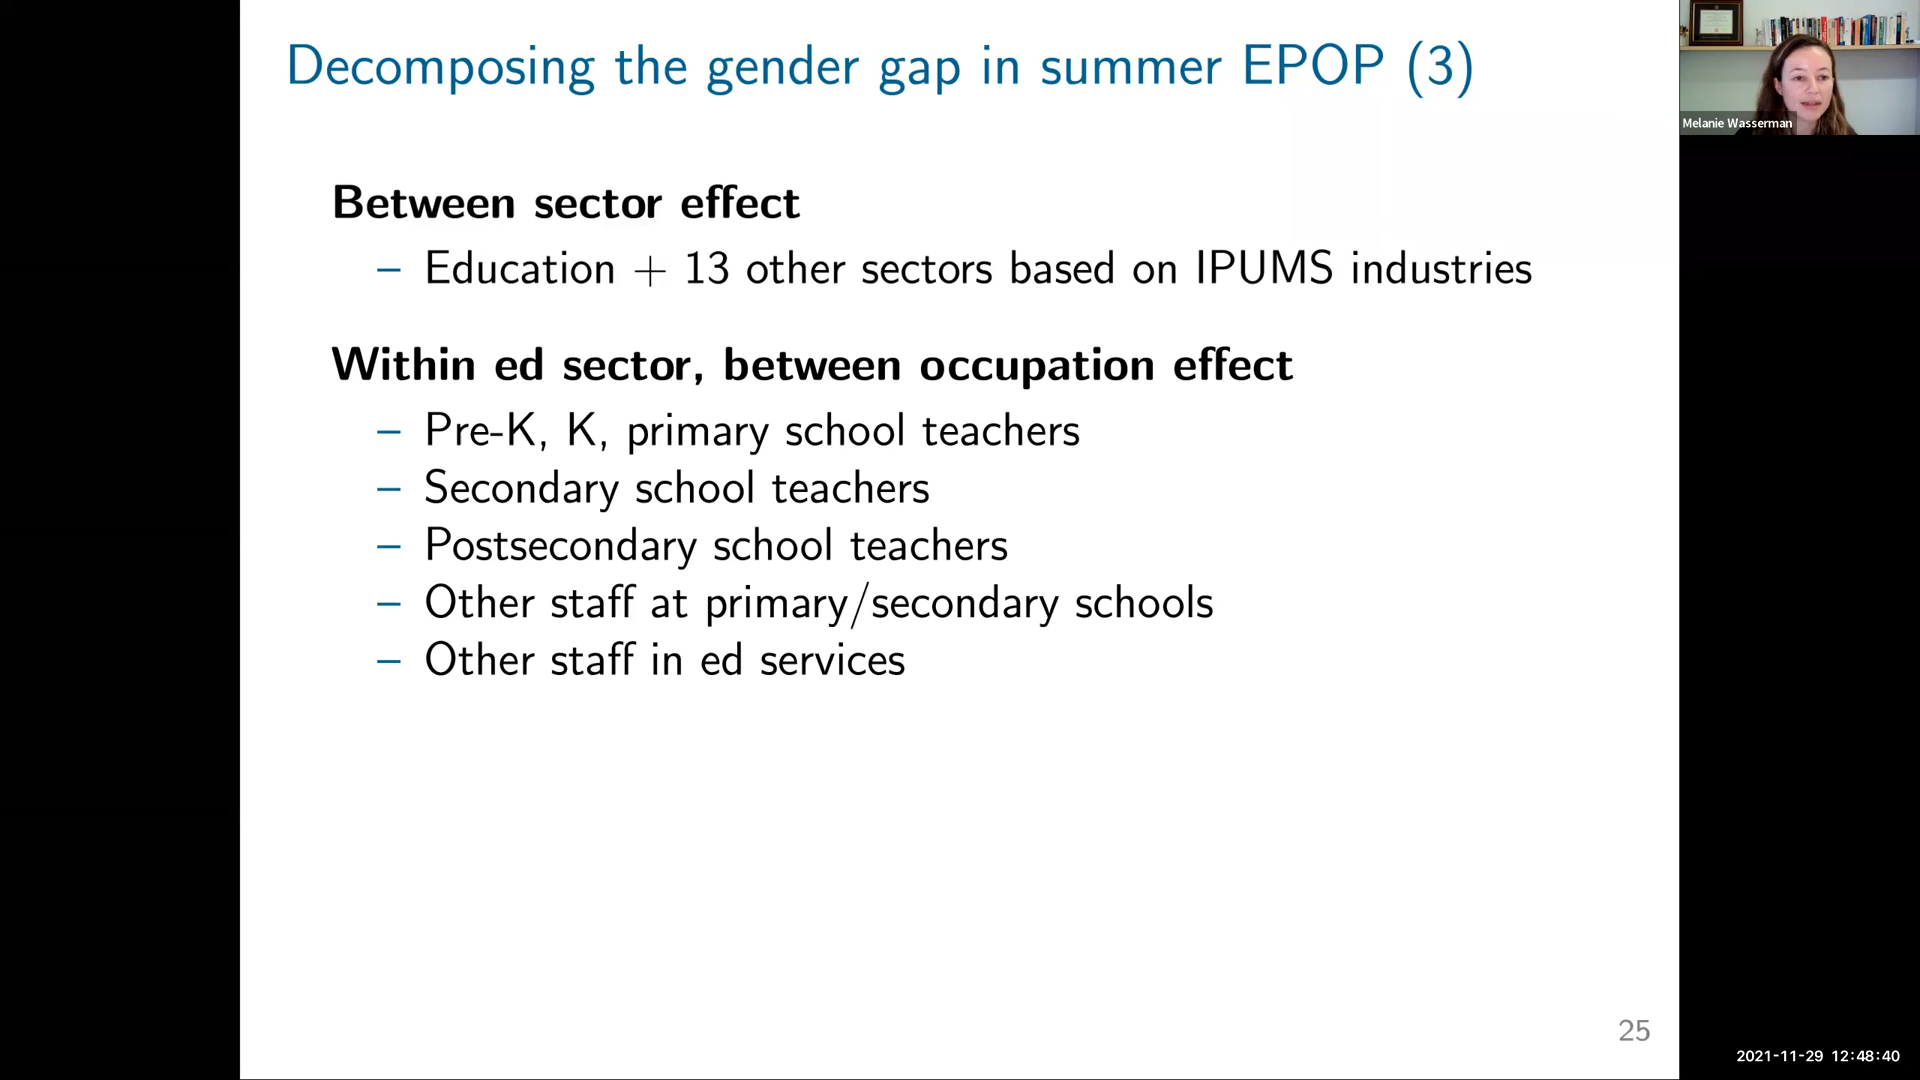 Decomposing the gender gap in summer EPOP (3)
Between sector effect
– Education + 13 other sectors based on IPUMS industries
Within ed sector, between occupation effect
– Pre-K, K, primary school teachers
– Secondary school teachers
– Postsecondary school teachers
– Other staff at primary/secondary schools
– Other staff in ed services
25
Melanie Wasserman
2021-11-29 12:48:40